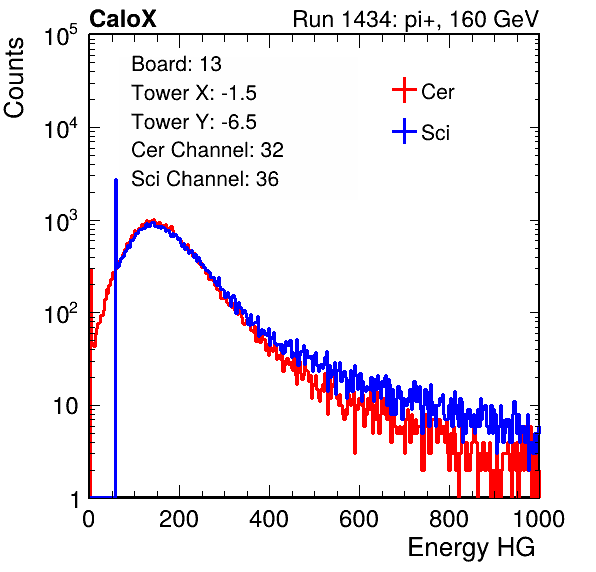 CaloX Run 1434: pi+, 160 GeV
Counts
Board: 13
Tower X: -1.5
Tower Y: -6.5
Cer Channel: 32
Sci Channel: 36
Cer
Sci
10^5
10^4
10^3
10^2
10
1
0 200 400 600 800 1000
Energy HG